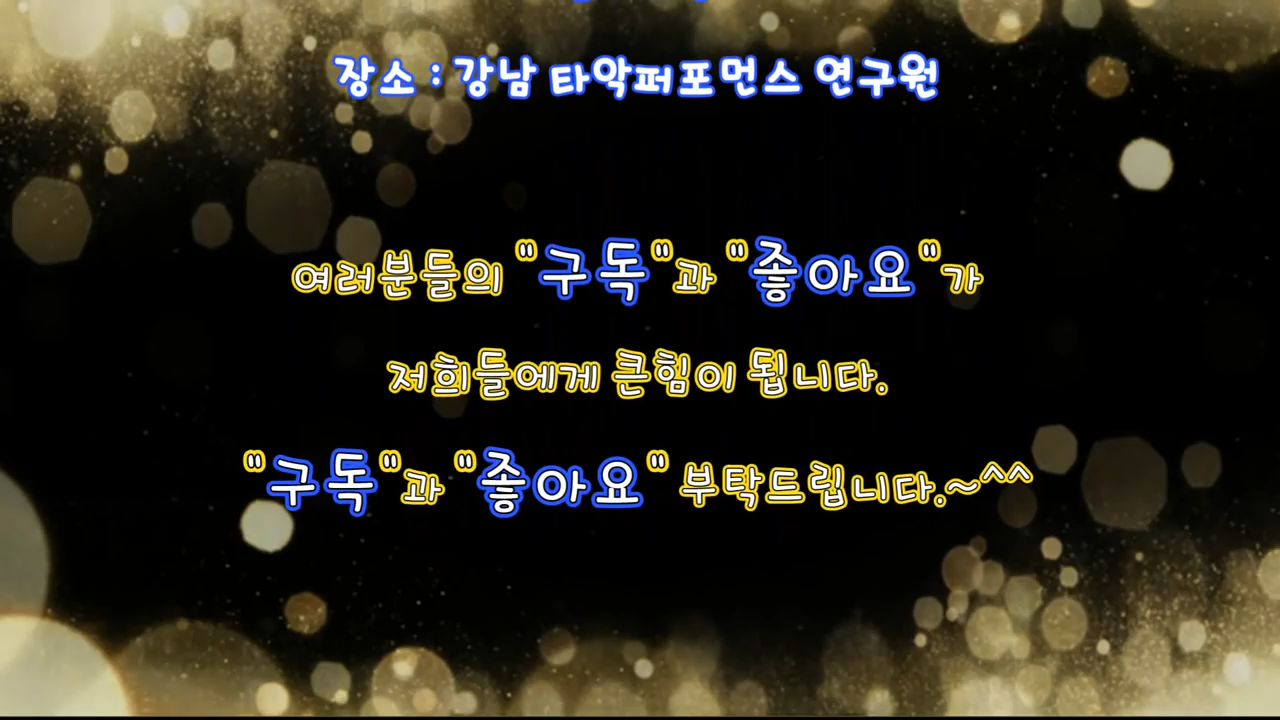 장소 : 강남 타악퍼포먼스 연구원
여러분들의 "구독"과 "좋아요"가
저희들에게 큰힘이 됩니다.
"구독"과 "좋아요" 부탁드립니다.~^^